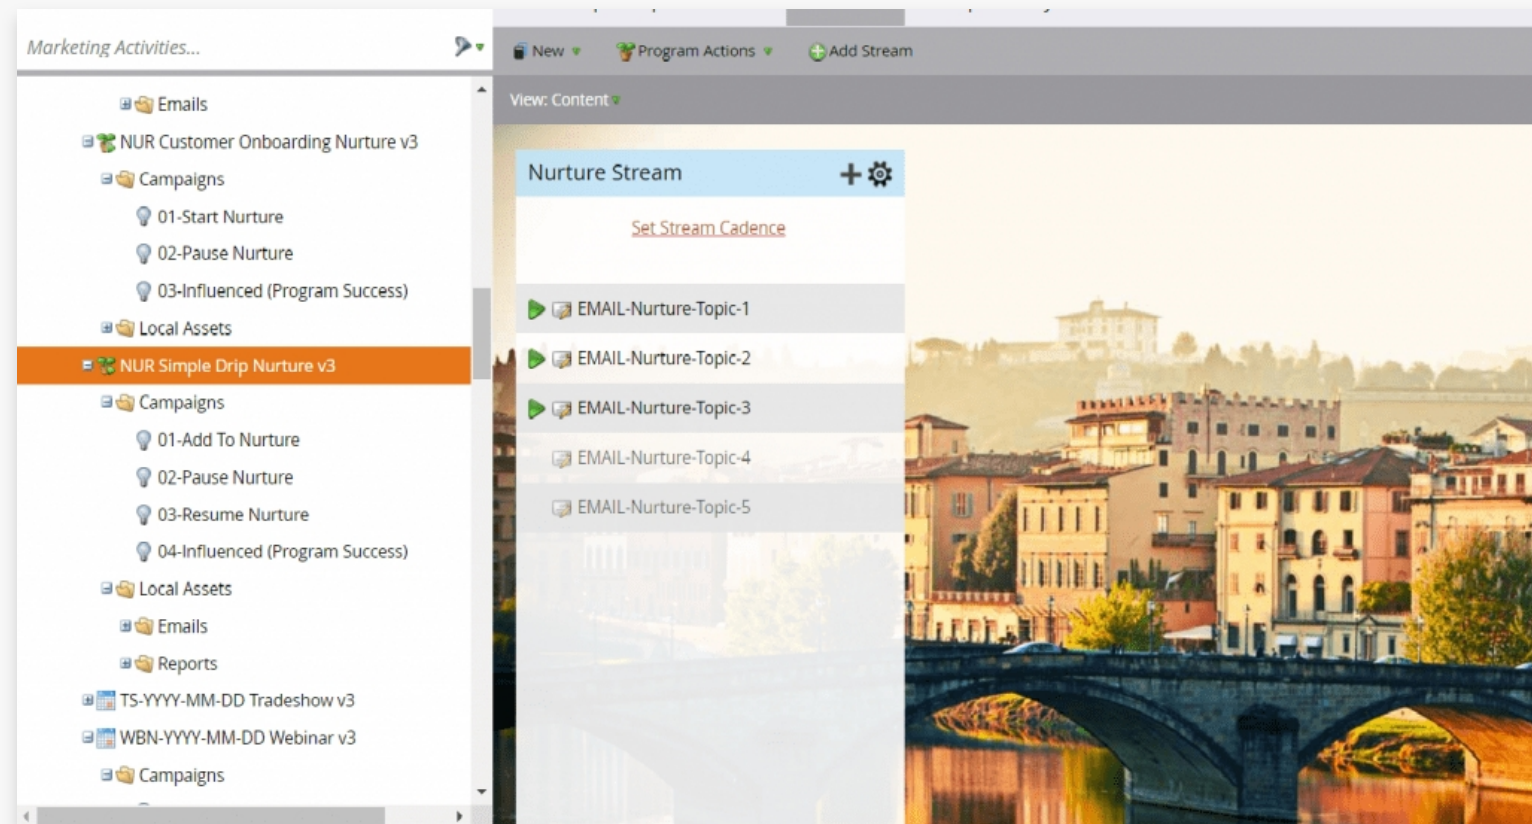 Marketing Activities...
New
Program Actions
Add Stream
View: Content
Emails
NUR Customer Onboarding Nurture v3
Campaigns
01-Start Nurture
02-Pause Nurture
03-Influenced (Program Success)
Local Assets
NUR Simple Drip Nurture v3
Campaigns
01-Add To Nurture
02-Pause Nurture
03-Resume Nurture
04-Influenced (Program Success)
Local Assets
Emails
Reports
TS-YYYY-MM-DD Tradeshow v3
WBN-YYYY-MM-DD Webinar v3
Campaigns
Nurture Stream
Set Stream Cadence
EMAIL-Nurture-Topic-1
EMAIL-Nurture-Topic-2
EMAIL-Nurture-Topic-3
EMAIL-Nurture-Topic-4
EMAIL-Nurture-Topic-5